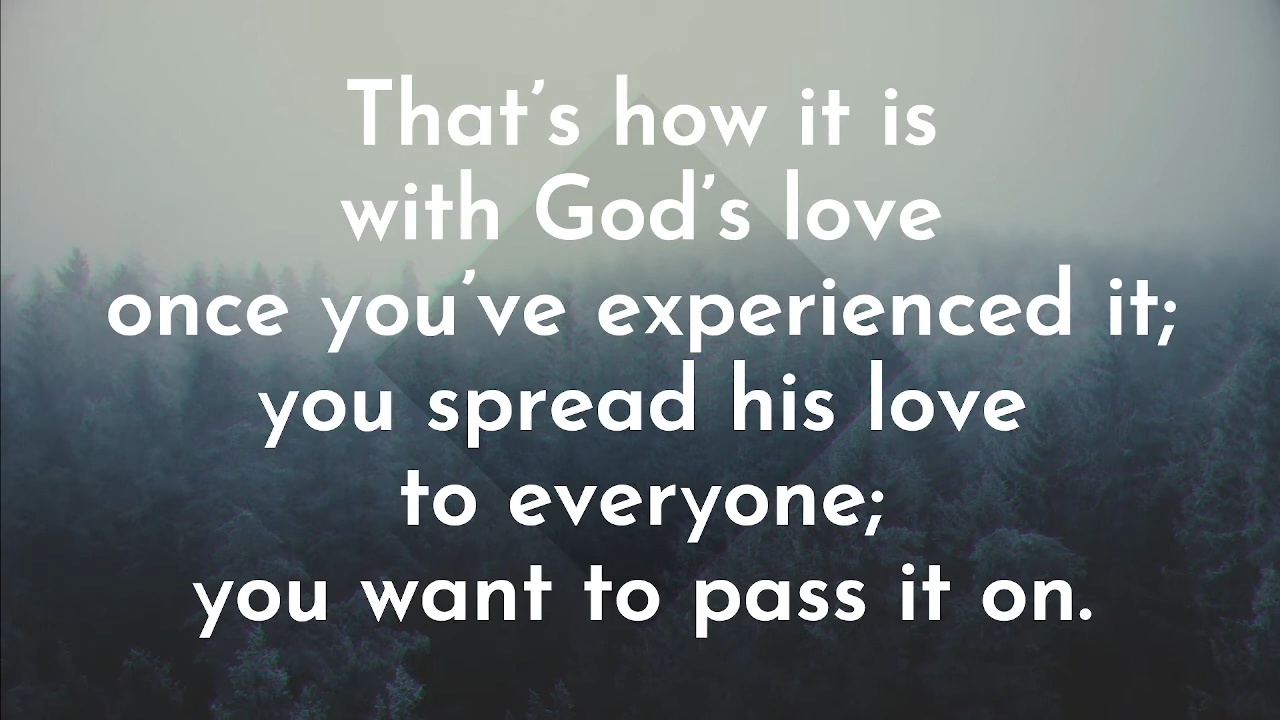 That’s how it is
with God’s love
once you’ve experienced it;
you spread his love
to everyone;
you want to pass it on.